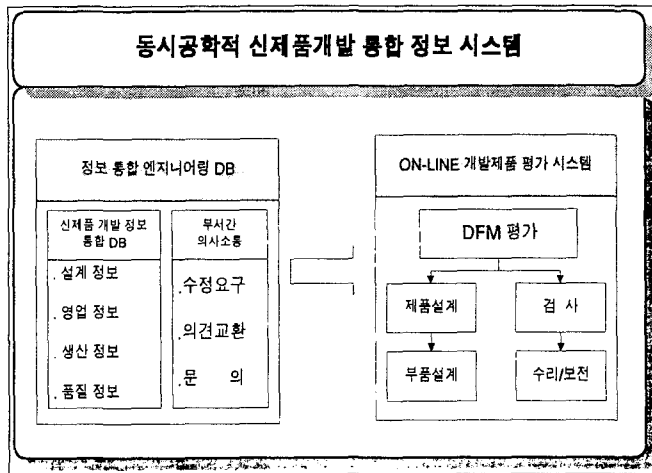 동시공학적 신제품개발 통합 정보 시스템
정보 통합 엔지니어링 DB
신제품 개발 정보
통합 DB
. 설계 정보
. 영업 정보
. 생산 정보
. 품질 정보
부서간
의사소통
.수정요구
.의견교환
.문 의
ON-LINE 개발제품 평가 시스템
DFM 평가
제품설계
검 사
부품설계
수리/보전